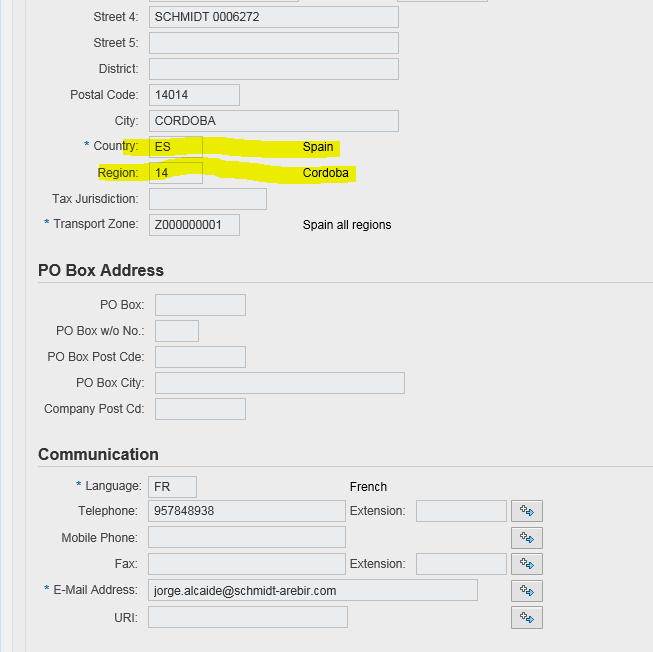 Street 4: SCHMIDT 0006272
Street 5:
District:
Postal Code: 14014
City: CORDOBA
* Country: ES Spain
Region: 14 Cordoba
Tax Jurisdiction:
* Transport Zone: Z000000001 Spain all regions
PO Box Address
PO Box:
PO Box w/o No.:
PO Box Post Cde:
PO Box City:
Company Post Cd:
Communication
* Language: FR French
Telephone: 957848938 Extension:
Mobile Phone:
Fax: Extension:
* E-Mail Address: jorge.alcaide@schmidt-arebir.com
URI: